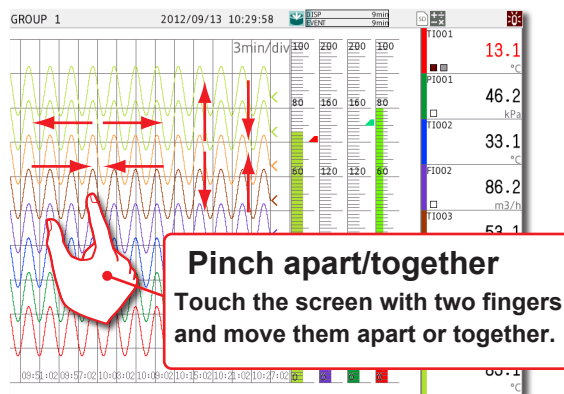 GROUP 1 2012/09/13 10:29:58 DISP 9min
EVENT 9min
SD
3min/div
100 200 200 100
80 160 160 80
60 120 120 60
TI001
13.1
°C
PI001
46.2
kPa
TI002
33.1
°C
FI002
86.2
m3/h
TI003
53.1
Pinch apart/together
Touch the screen with two fingers
and move them apart or together.
09:51:02 09:57:02 10:03:02 10:09:02 10:15:02 10:21:02 10:27:02
°C